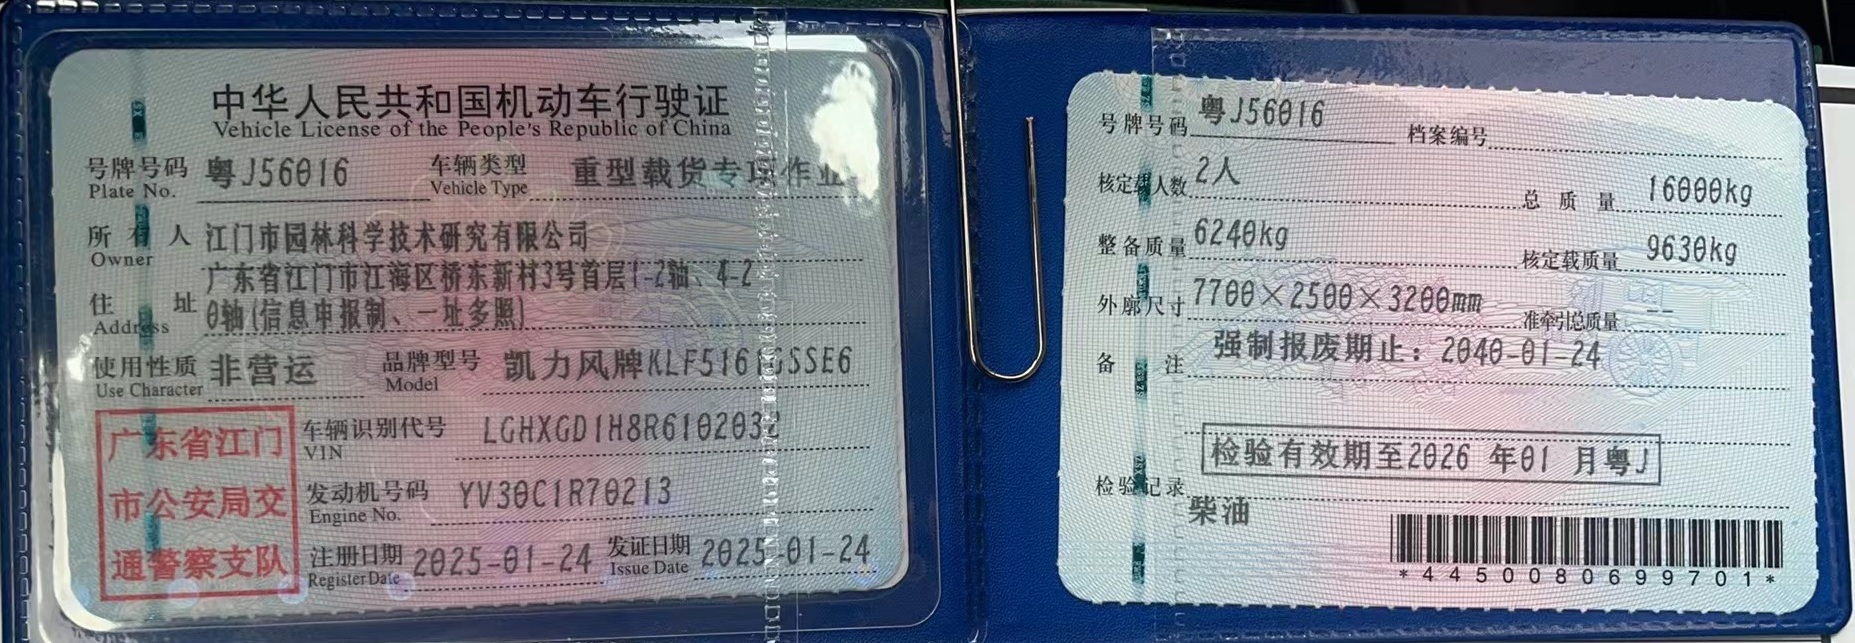 中华人民共和国机动车行驶证
Vehicle License of the People's Republic of China
号牌号码 粤J56016 车辆类型 重型载货专项作业
Plate No. Vehicle Type
所有人 江门市园林科学技术研究有限公司
Owner
住址 广东省江门市江海区桥东新村3号首层1-2轴、4-2
0轴(信息申报制、一址多照)
Address
使用性质 非营运 品牌型号 凯力风牌KLF5161GSSE6
Use Character Model
广东省江门
市公安局交
通警察支队
车辆识别代号 LGHXGD1H8R6102032
VIN
发动机号码 YV30C1R70213
Engine No.
注册日期 2025-01-24 发证日期 2025-01-24
Register Date Issue Date
号牌号码 粤J56016 档案编号
核定载人数 2人 总质量 16000kg
整备质量 6240kg 核定载质量 9630kg
外廓尺寸 7700×2500×3200mm 准牵引总质量 --
备注 强制报废期止：2040-01-24
检验有效期至2026 年01 月粤J
检验记录
柴油
*4450080699701*